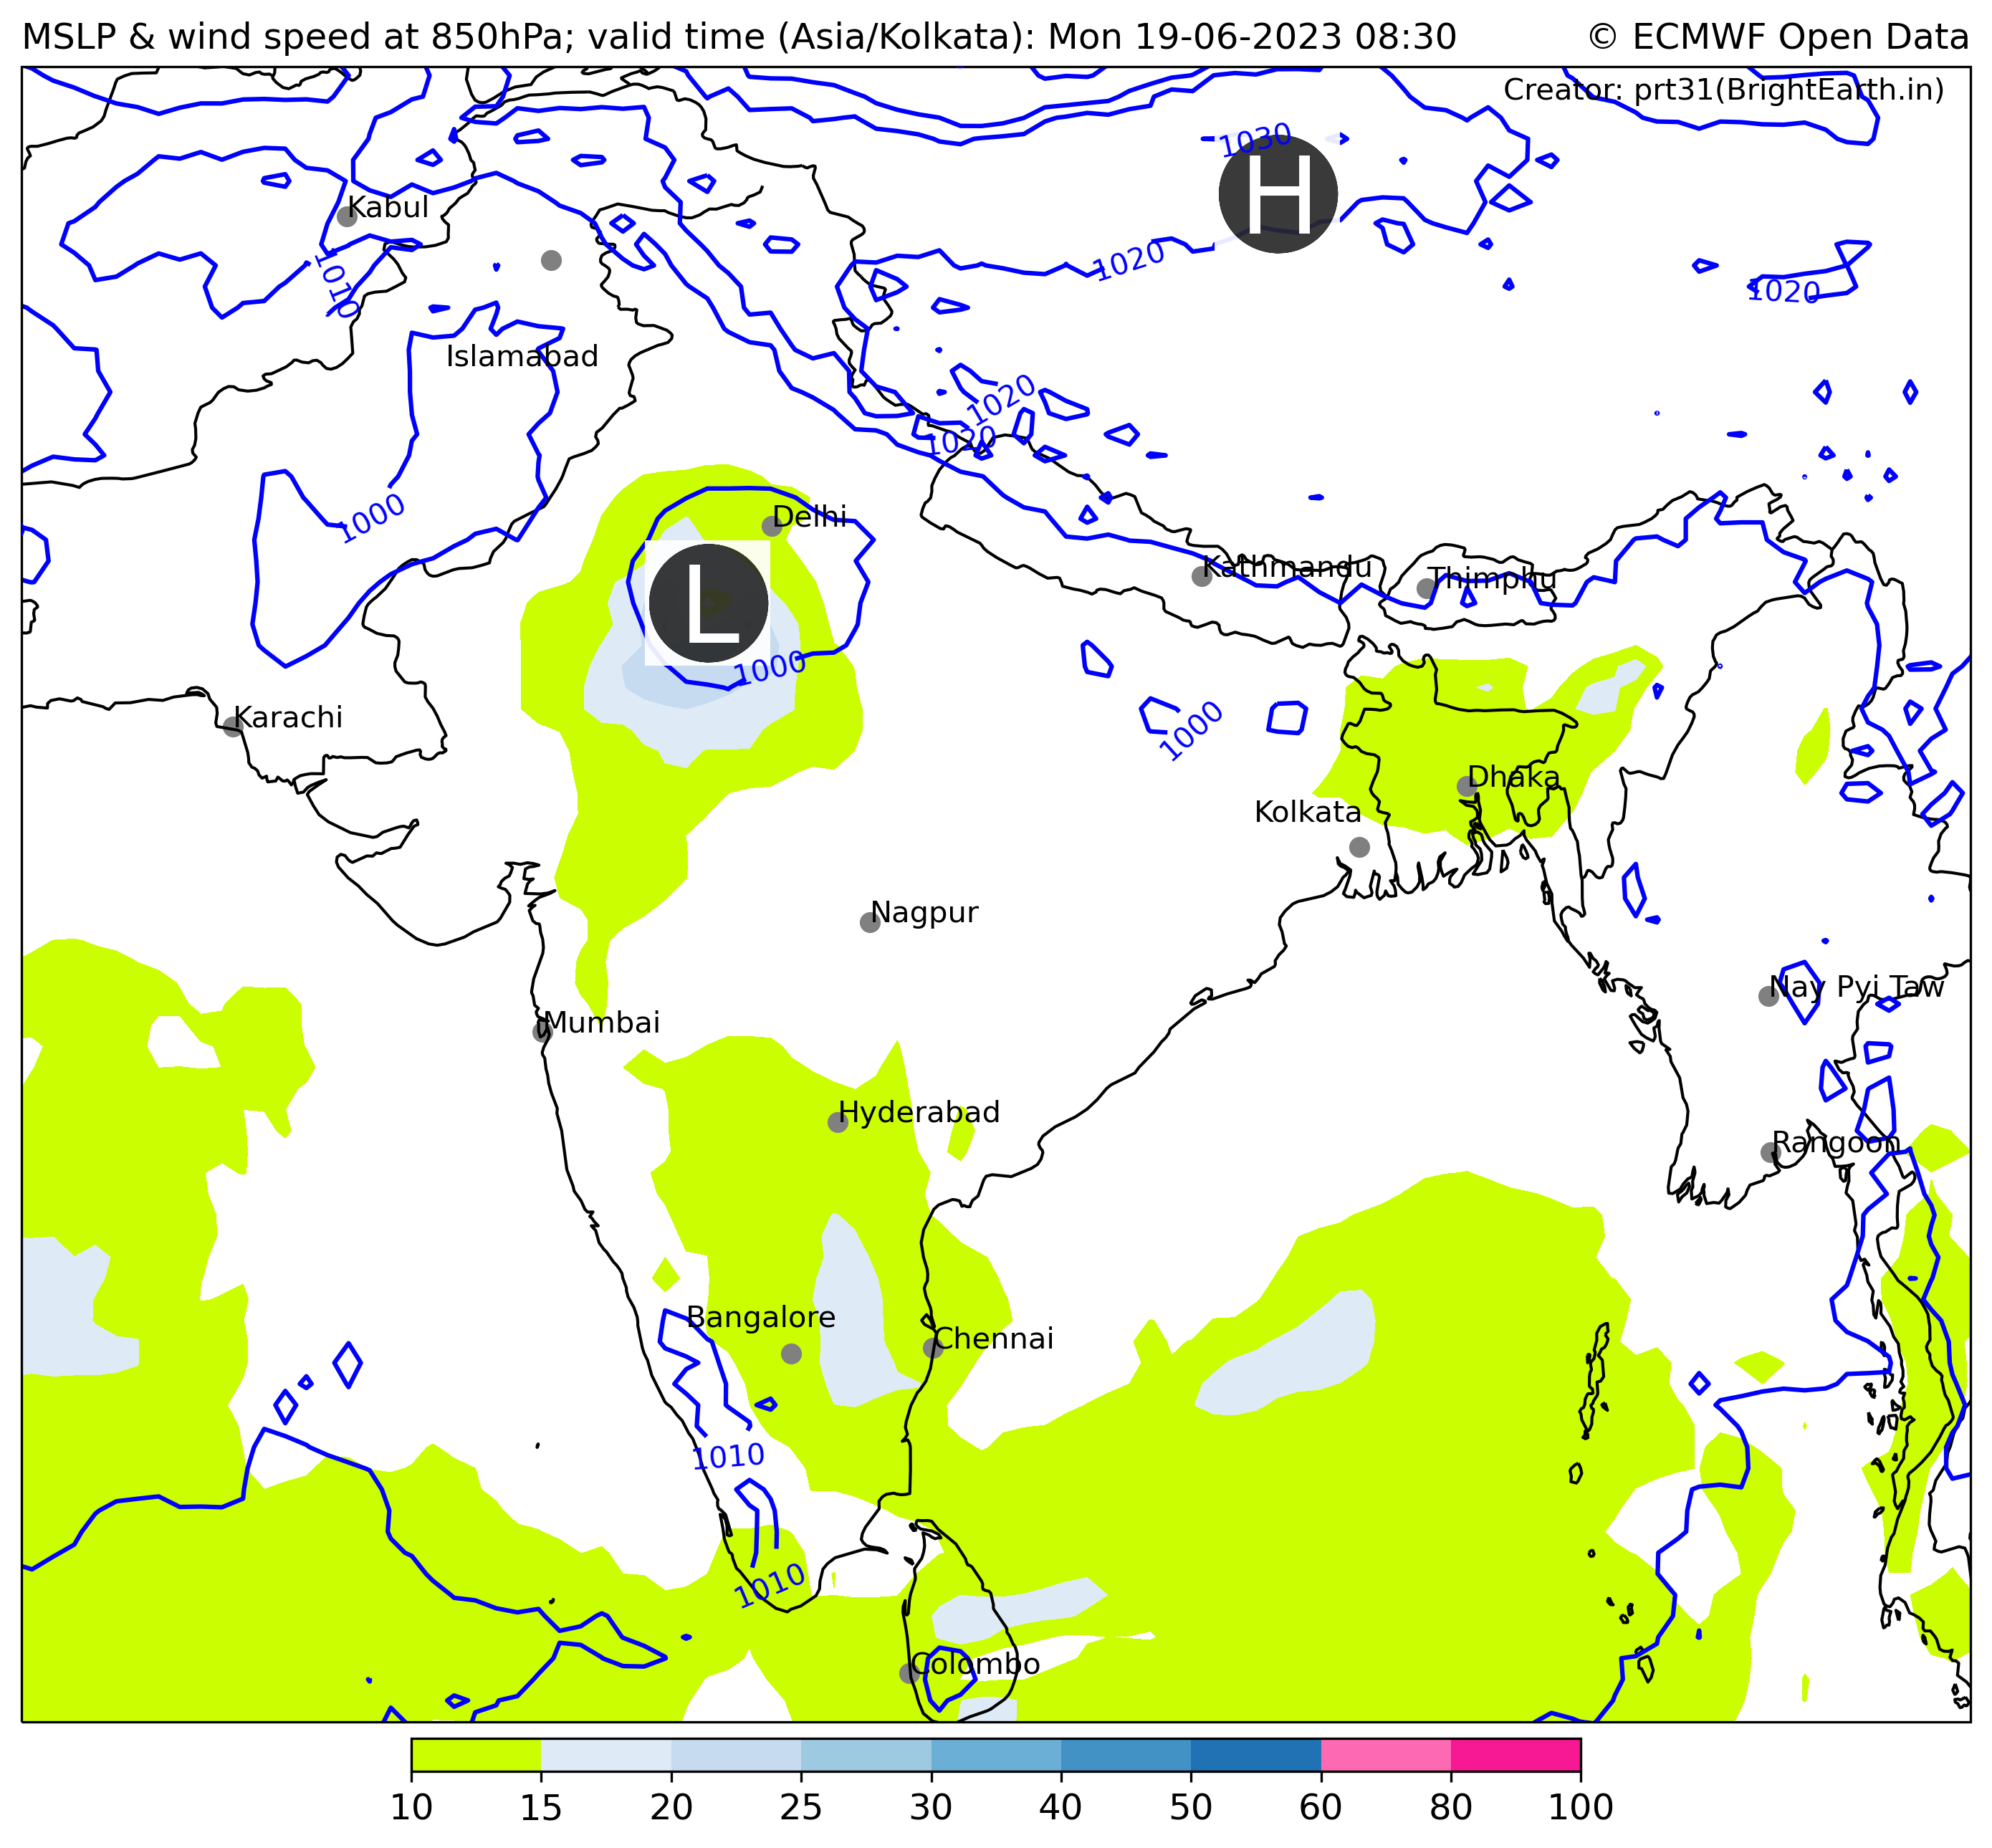 MSLP & wind speed at 850hPa; valid time (Asia/Kolkata): Mon 19-06-2023 08:30
© ECMWF Open Data
Creator: prt31(BrightEarth.in)
1030
H
Kabul
1020
1010
1020
Islamabad
1020
1020
1000
Delhi
Kathmandu
Thimphu
L
1000
Karachi
1000
Dhaka
Kolkata
Nagpur
Nay Pyi Taw
Mumbai
Hyderabad
Rangoon
Bangalore
Chennai
1010
1010
Colombo
10 15 20 25 30 40 50 60 80 100